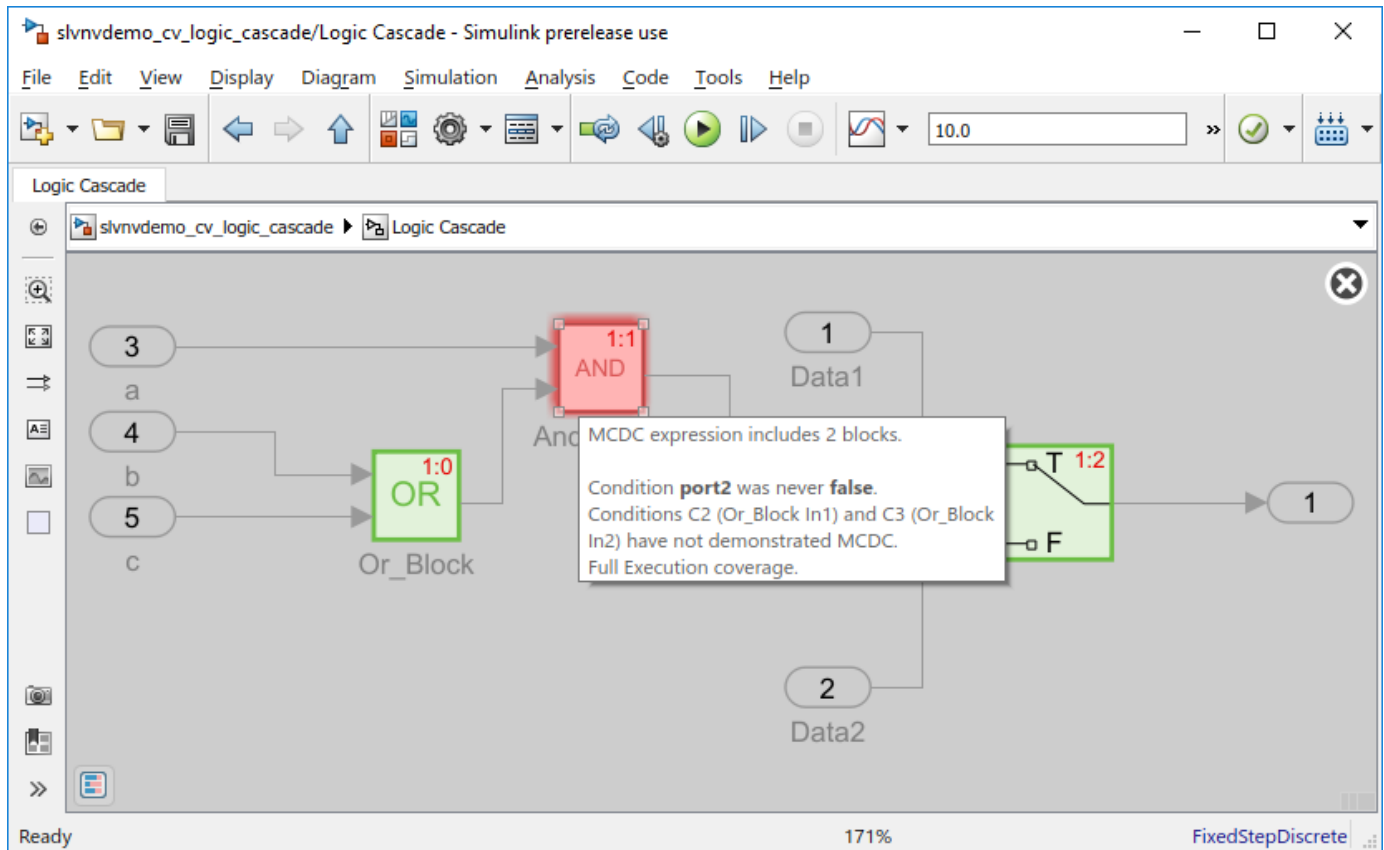 slvnvdemo_cv_logic_cascade/Logic Cascade - Simulink prerelease use
File Edit View Display Diagram Simulation Analysis Code Tools Help
10.0 »
Logic Cascade
slvnvdemo_cv_logic_cascade Logic Cascade
3
a
4
b
5
c
1:0
OR
Or_Block
1:1
AND
And
MCDC expression includes 2 blocks.
Condition port2 was never false.
Conditions C2 (Or_Block In1) and C3 (Or_Block
In2) have not demonstrated MCDC.
Full Execution coverage.
1
Data1
T 1:2
F
1
2
Data2
Ready 171% FixedStepDiscrete